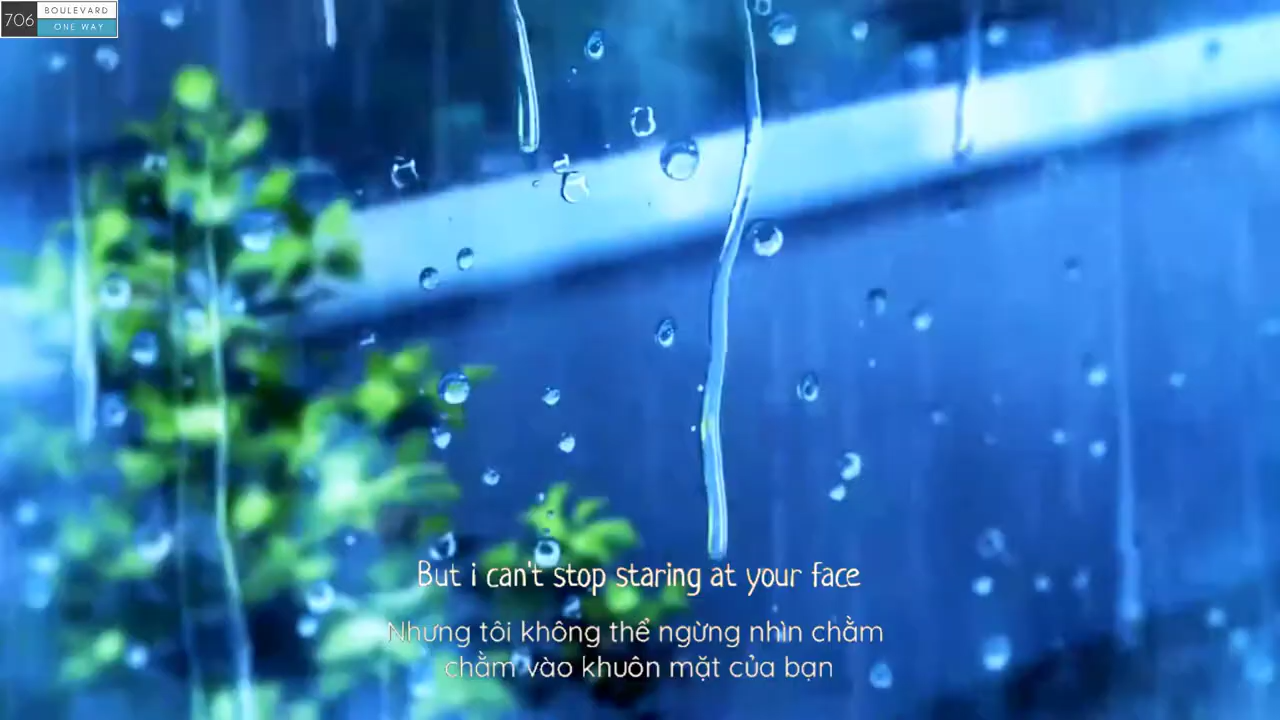 706
BOULEVARD
ONE WAY
But i can't stop staring at your face
Nhưng tôi không thể ngừng nhìn chằm
chằm vào khuôn mặt của bạn